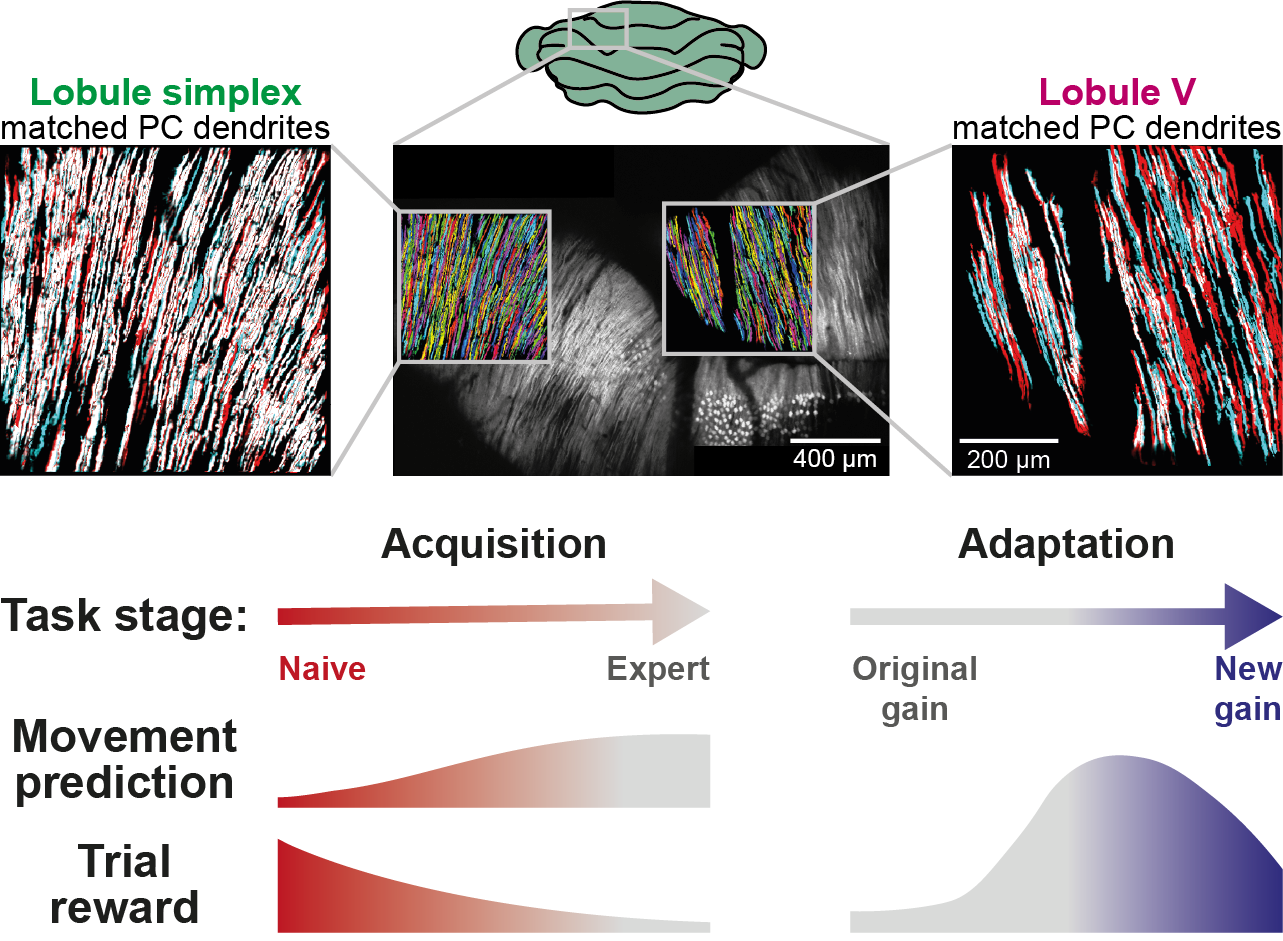 Lobule simplex
matched PC dendrites
Lobule V
matched PC dendrites
400 µm
200 µm
Acquisition
Adaptation
Task stage:
Naive
Expert
Original
gain
New
gain
Movement
prediction
Trial
reward